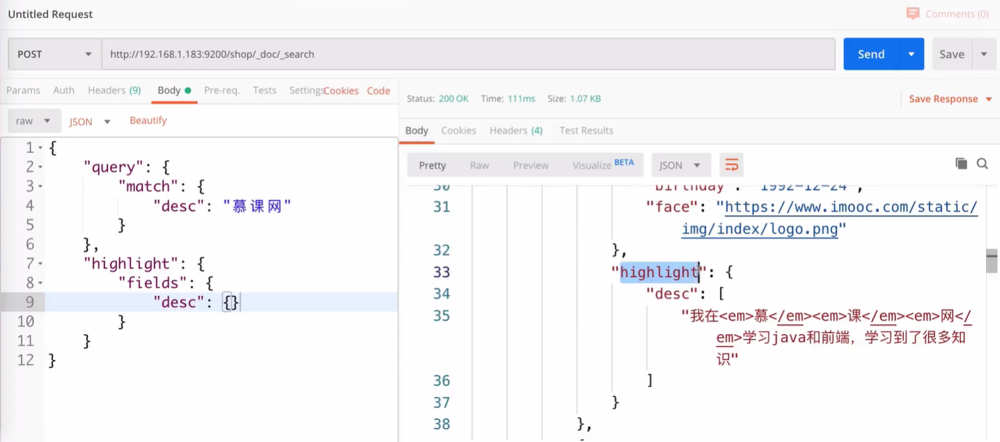 Untitled Request
Comments (0)
POST
http://192.168.1.183:9200/shop/_doc/_search
Send
Save
Params Auth Headers (9) Body Pre-req. Tests Settings Cookies Code
raw JSON Beautify
1 {
2 "query": {
3 "match": {
4 "desc": "慕课网"
5 }
6 },
7 "highlight": {
8 "fields": {
9 "desc": {}
10 }
11 }
12 }
Status: 200 OK Time: 111ms Size: 1.07 KB
Save Response
Body Cookies Headers (4) Test Results
Pretty Raw Preview Visualize BETA JSON
30 "birthday": "1992-12-24",
31 "face": "https://www.imooc.com/static/
img/index/logo.png"
32 },
33 "highlight": {
34 "desc": [
35 "我在<em>慕</em><em>课</em><em>网</
em>学习java和前端，学习到了很多知
识"
36 ]
37 }
38 },